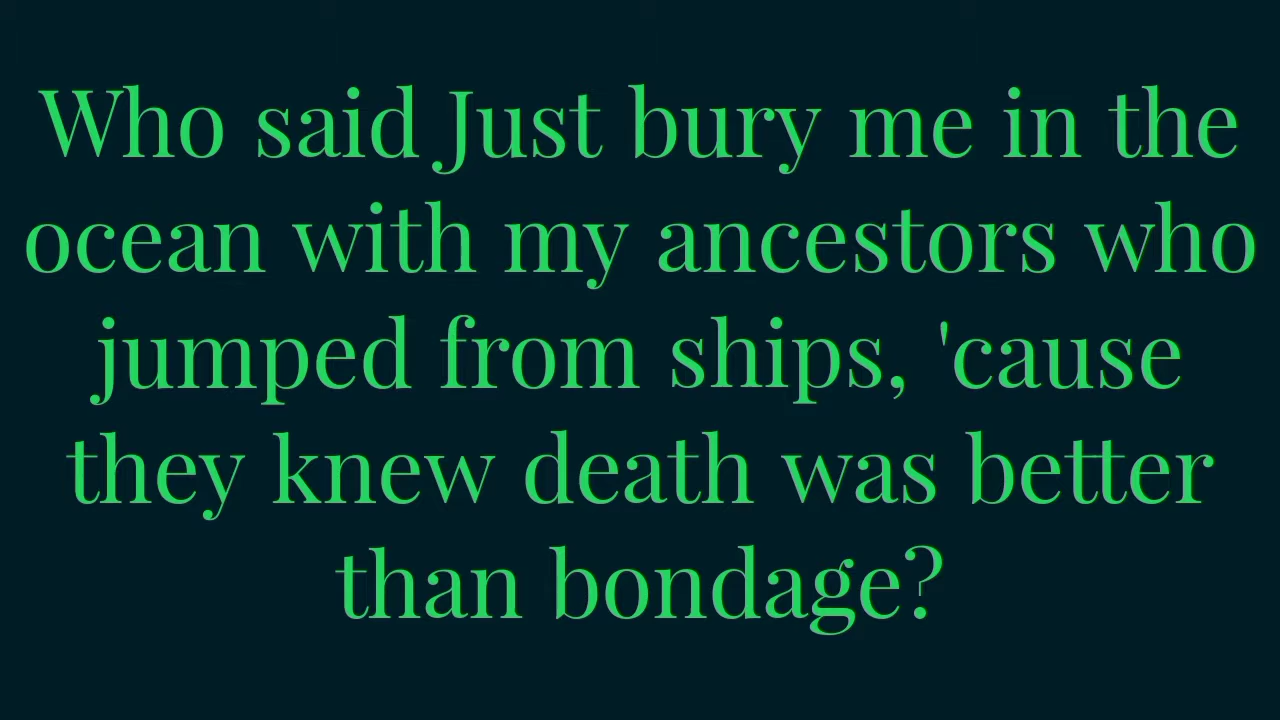 Who said Just bury me in the
ocean with my ancestors who
jumped from ships, 'cause
they knew death was better
than bondage?